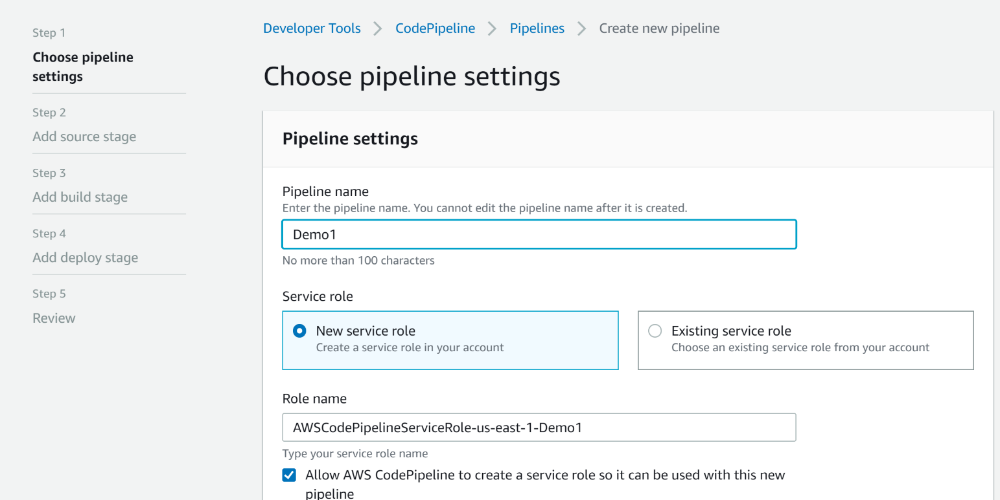 Step 1
Choose pipeline
settings
Step 2
Add source stage
Step 3
Add build stage
Step 4
Add deploy stage
Step 5
Review
Developer Tools > CodePipeline > Pipelines > Create new pipeline
Choose pipeline settings
Pipeline settings
Pipeline name
Enter the pipeline name. You cannot edit the pipeline name after it is created.
Demo1
No more than 100 characters
Service role
New service role
Create a service role in your account
Existing service role
Choose an existing service role from your account
Role name
AWSCodePipelineServiceRole-us-east-1-Demo1
Type your service role name
Allow AWS CodePipeline to create a service role so it can be used with this new
pipeline